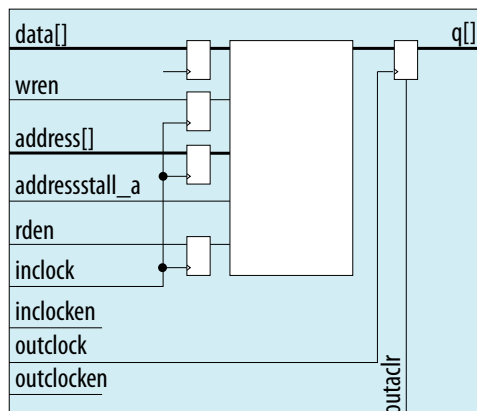 data[]
q[]
wren
address[]
addressstall_a
rden
inclock
inclocken
outclock
outclocken
outaclr